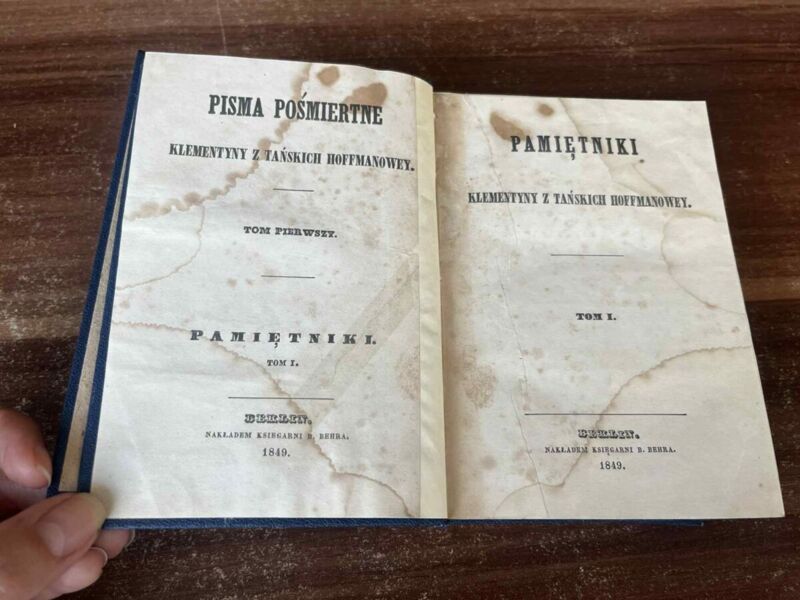 PISMA POŚMIERTNE
KLEMENTYNY Z TAŃSKICH HOFFMANOWEY.
TOM PIERWSZY.
PAMIĘTNIKI.
TOM I.
BERLIN.
NAKŁADEM KSIĘGARNI B. BEHRA.
1849.
PAMIĘTNIKI
KLEMENTYNY Z TAŃSKICH HOFFMANOWEY.
TOM I.
BERLIN.
NAKŁADEM KSIĘGARNI B. BEHRA.
1849.